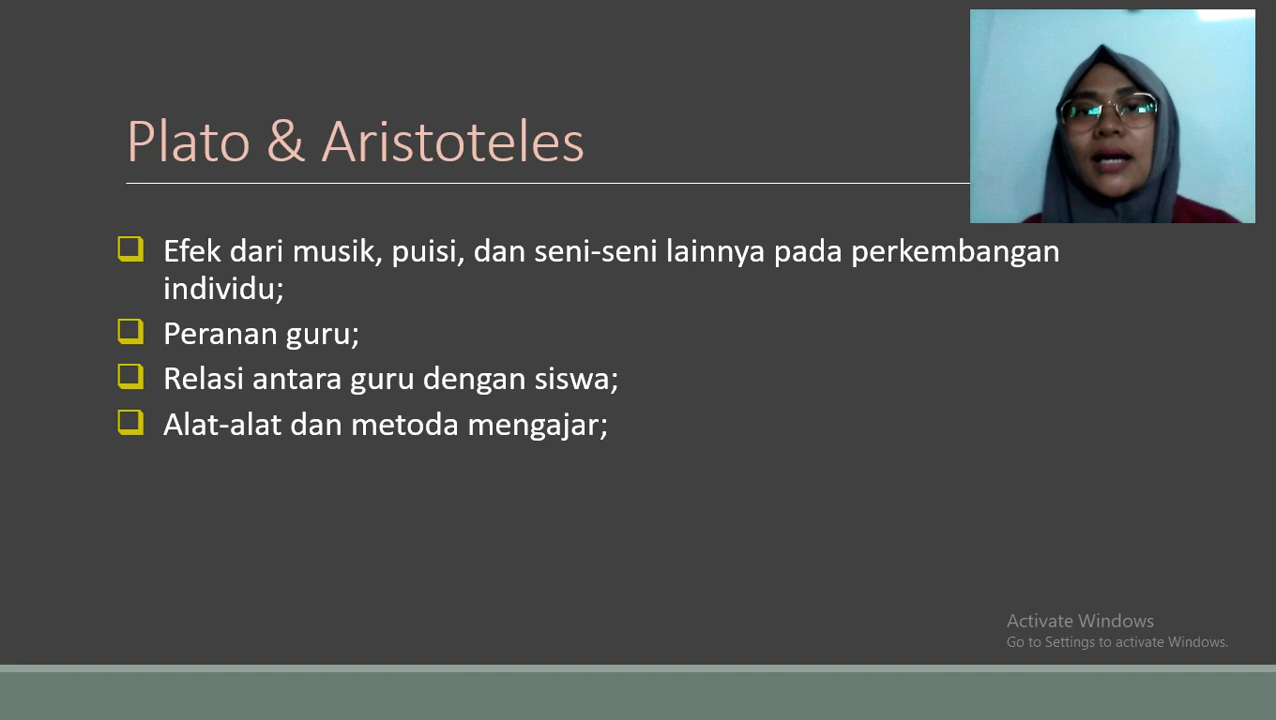 Plato & Aristoteles
Efek dari musik, puisi, dan seni-seni lainnya pada perkembangan
individu;
Peranan guru;
Relasi antara guru dengan siswa;
Alat-alat dan metoda mengajar;
Activate Windows
Go to Settings to activate Windows.